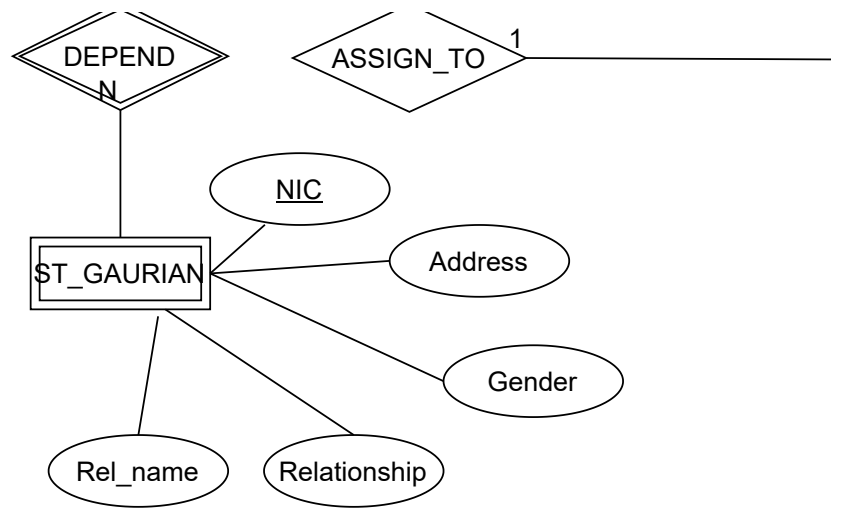 DEPEND
N
ASSIGN_TO
1
NIC
Address
ST_GAURIAN
Gender
Rel_name
Relationship